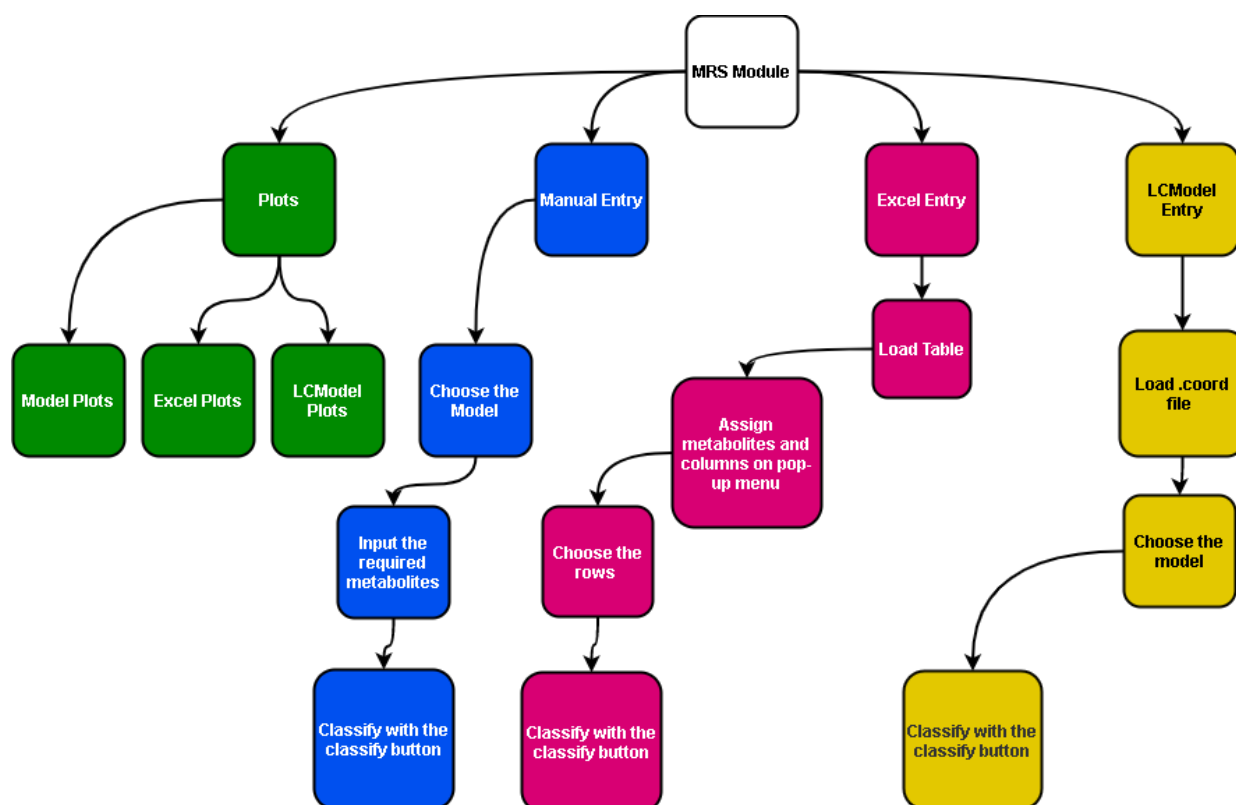 MRS Module
Plots
Manual Entry
Excel Entry
LCModel
Entry
Model Plots
Excel Plots
LCModel
Plots
Choose the
Model
Load Table
Load .coord
file
Assign
metabolites and
columns on pop-
up menu
Input the
required
metabolites
Choose the
rows
Choose the
model
Classify with the
classify button
Classify with the
classify button
Classify with the
classify button